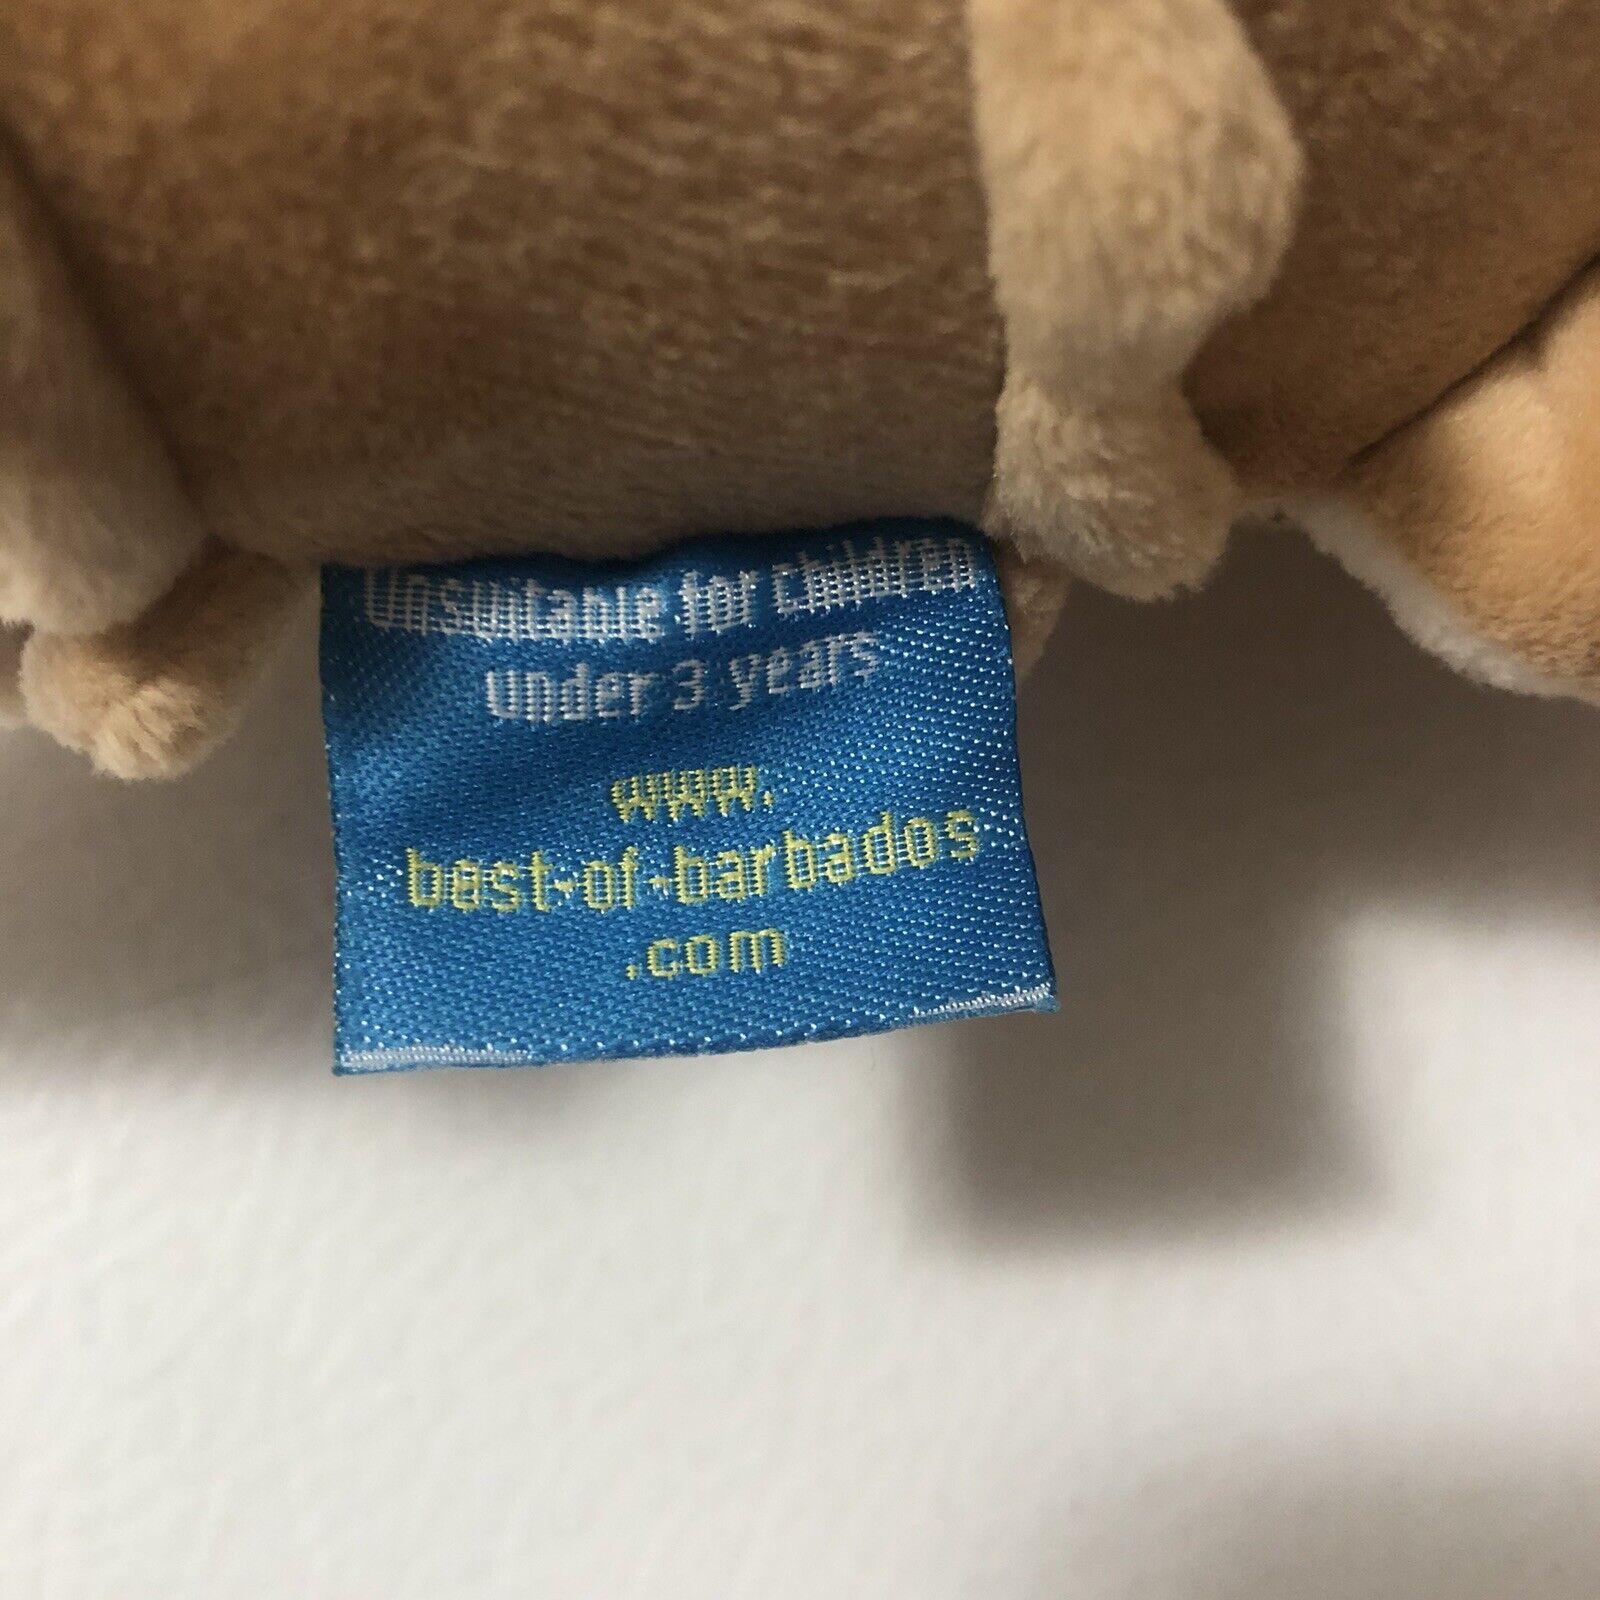 Unsuitable for children
under 3 years
www.
best-of-barbados
.com